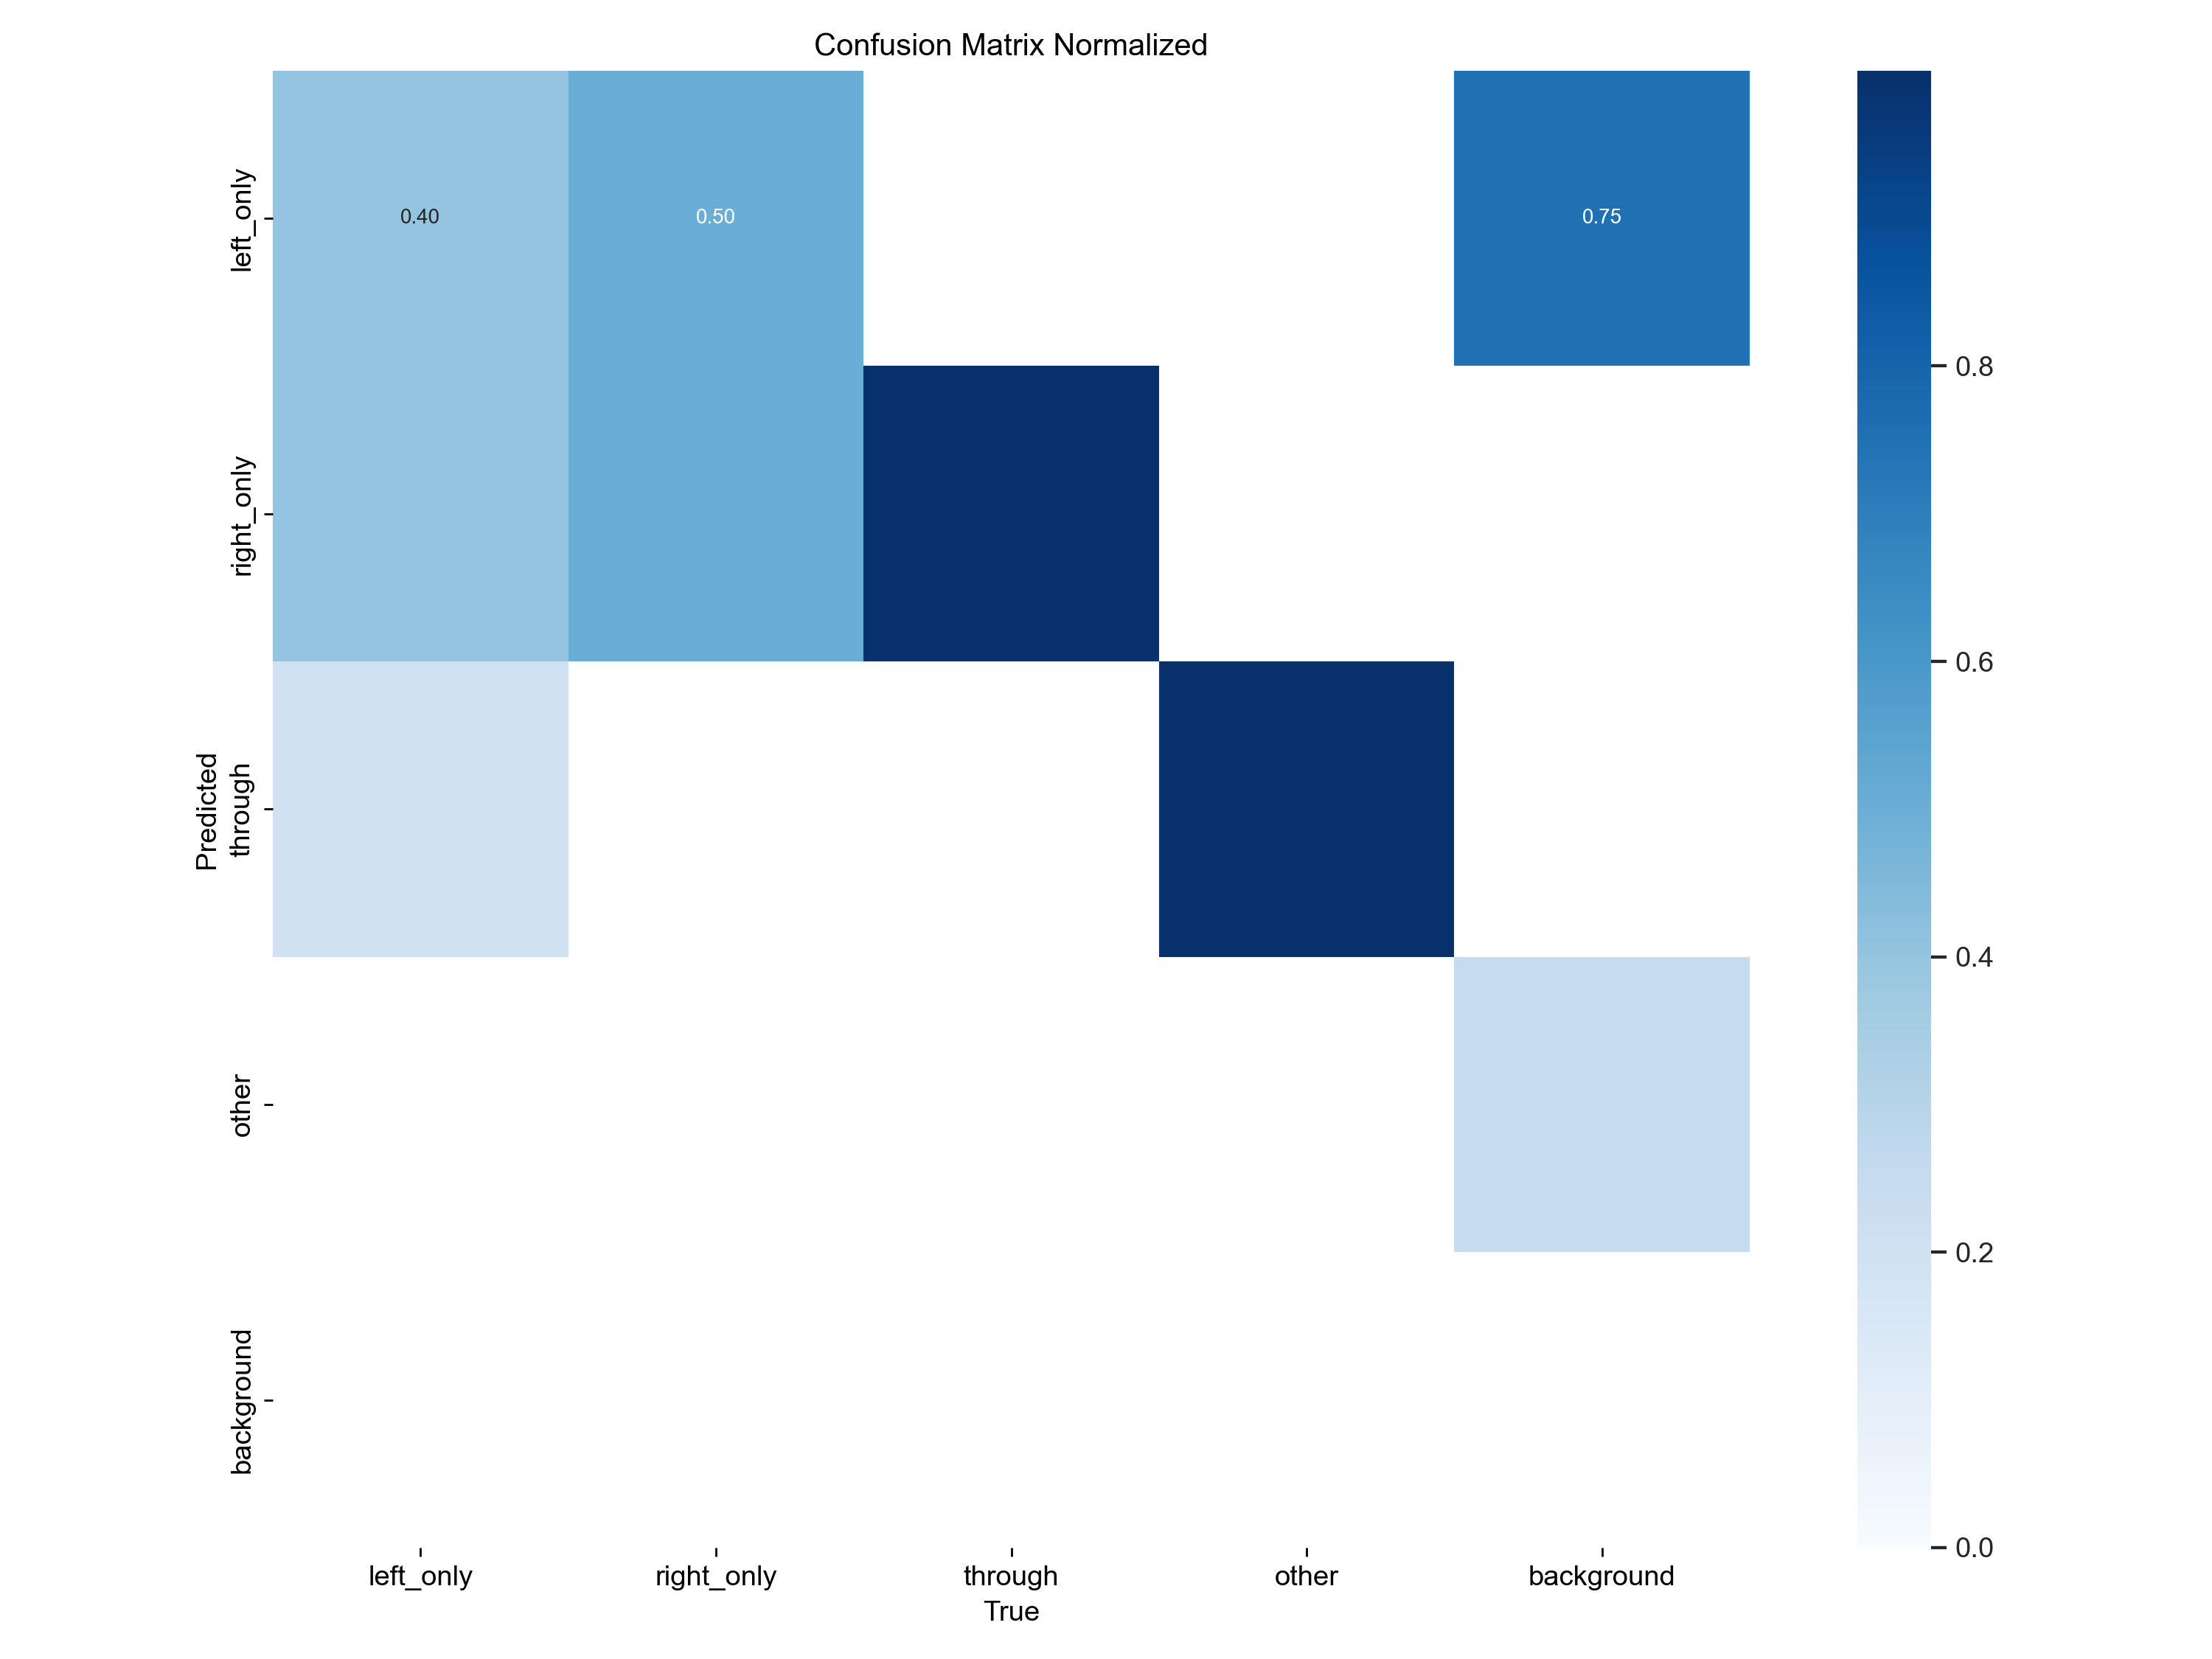 Confusion Matrix Normalized
left_only
0.40
0.50
0.75
0.8
right_only
0.6
Predicted
through
0.4
other
0.2
background
0.0
left_only
right_only
through
other
background
True